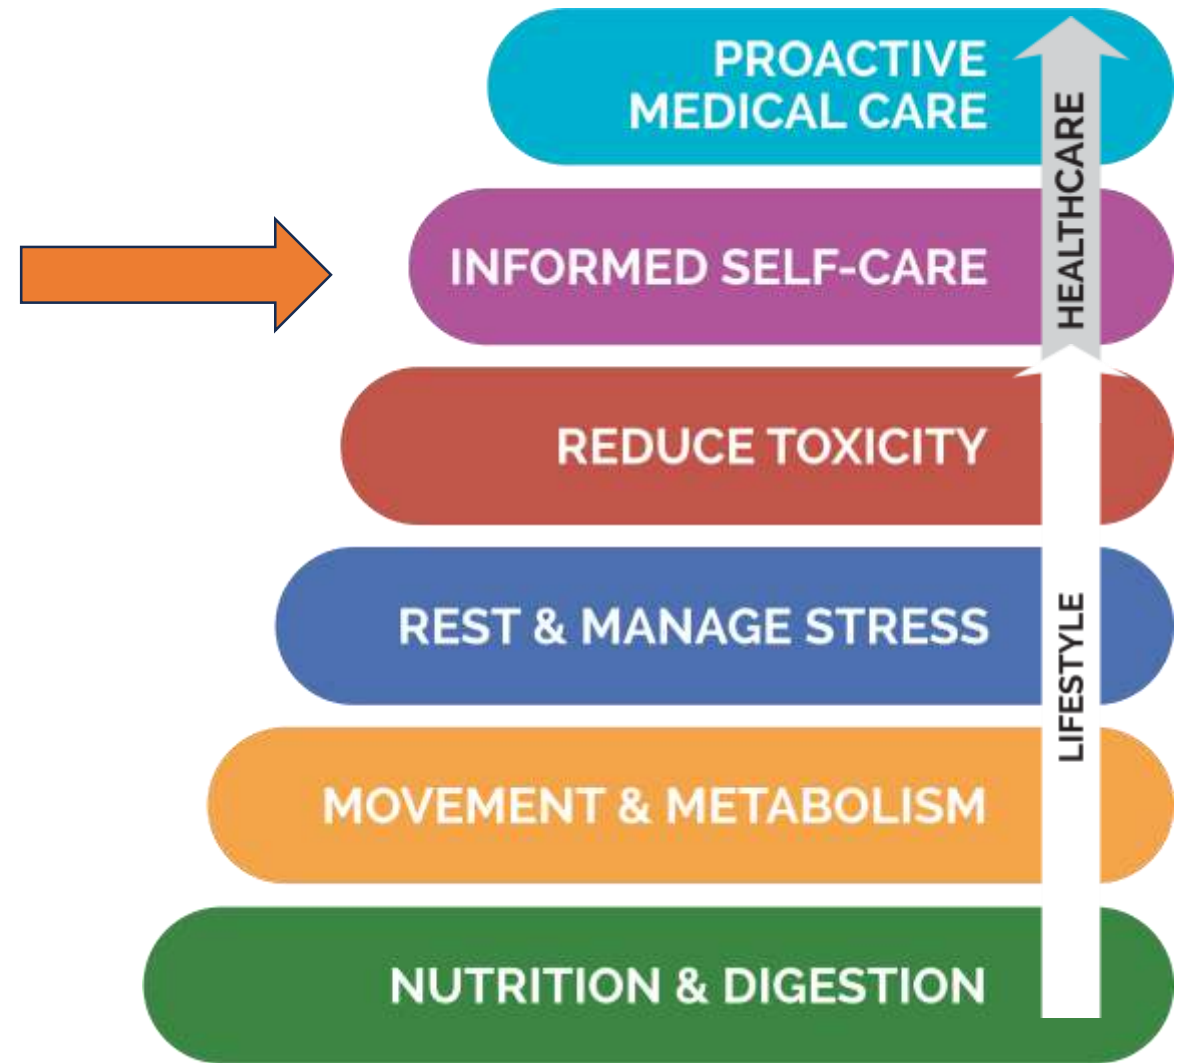 PROACTIVE
MEDICAL CARE
HEALTHCARE
INFORMED SELF-CARE
REDUCE TOXICITY
REST & MANAGE STRESS
LIFESTYLE
MOVEMENT & METABOLISM
NUTRITION & DIGESTION